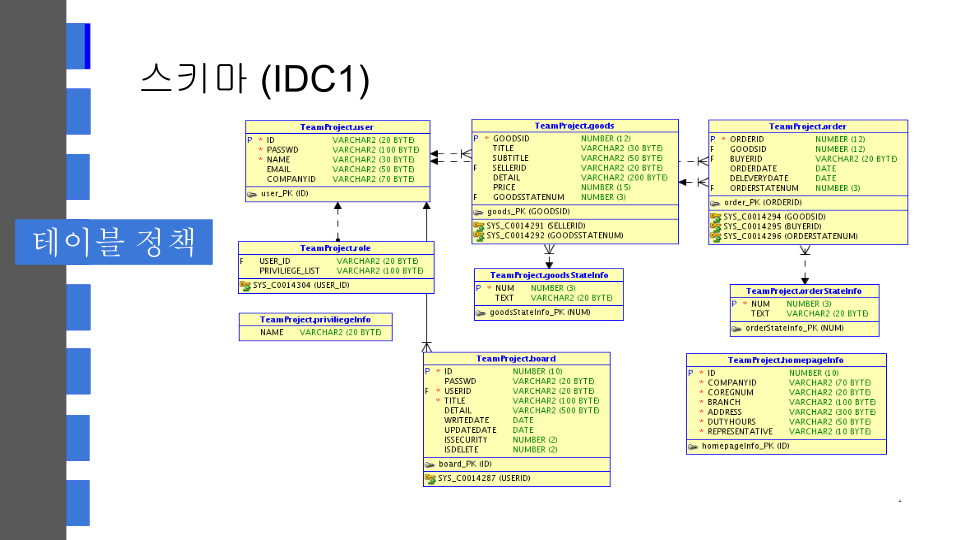 스키마 (IDC1)
테이블 정책
TeamProject.user
P * ID VARCHAR2 (20 BYTE)
* PASSWD VARCHAR2 (100 BYTE)
* NAME VARCHAR2 (30 BYTE)
EMAIL VARCHAR2 (50 BYTE)
COMPANYID VARCHAR2 (70 BYTE)
user_PK (ID)
TeamProject.goods
P * GOODSID NUMBER (12)
TITLE VARCHAR2 (30 BYTE)
SUBTITLE VARCHAR2 (50 BYTE)
F SELLERID VARCHAR2 (20 BYTE)
DETAIL VARCHAR2 (200 BYTE)
PRICE NUMBER (15)
F GOODSSTATENUM NUMBER (3)
goods_PK (GOODSID)
SYS_C0014291 (SELLERID)
SYS_C0014292 (GOODSSTATENUM)
TeamProject.order
P * ORDERID NUMBER (12)
F GOODSID NUMBER (12)
F BUYERID VARCHAR2 (20 BYTE)
ORDERDATE DATE
DELEVERYDATE DATE
F ORDERSTATENUM NUMBER (3)
order_PK (ORDERID)
SYS_C0014294 (GOODSID)
SYS_C0014295 (BUYERID)
SYS_C0014296 (ORDERSTATENUM)
TeamProject.role
F USER_ID VARCHAR2 (20 BYTE)
PRIVILIEGE_LIST VARCHAR2 (100 BYTE)
SYS_C0014304 (USER_ID)
TeamProject.goodsStateInfo
P * NUM NUMBER (3)
TEXT VARCHAR2 (20 BYTE)
goodsStateInfo_PK (NUM)
TeamProject.orderStateInfo
P * NUM NUMBER (3)
TEXT VARCHAR2 (20 BYTE)
orderStateInfo_PK (NUM)
TeamProject.priviliegeInfo
NAME VARCHAR2 (20 BYTE)
TeamProject.board
P * ID NUMBER (10)
PASSWD VARCHAR2 (20 BYTE)
F * USERID VARCHAR2 (20 BYTE)
* TITLE VARCHAR2 (100 BYTE)
DETAIL VARCHAR2 (500 BYTE)
WRITEDATE DATE
UPDATEDATE DATE
ISSECURITY NUMBER (2)
ISDELETE NUMBER (2)
board_PK (ID)
SYS_C0014287 (USERID)
TeamProject.homepageInfo
P * ID NUMBER (10)
* COMPANYID VARCHAR2 (70 BYTE)
* COREGNUM VARCHAR2 (20 BYTE)
* BRANCH VARCHAR2 (100 BYTE)
* ADDRESS VARCHAR2 (300 BYTE)
* DUTYHOURS VARCHAR2 (50 BYTE)
* REPRESENTATIVE VARCHAR2 (10 BYTE)
homepageInfo_PK (ID)